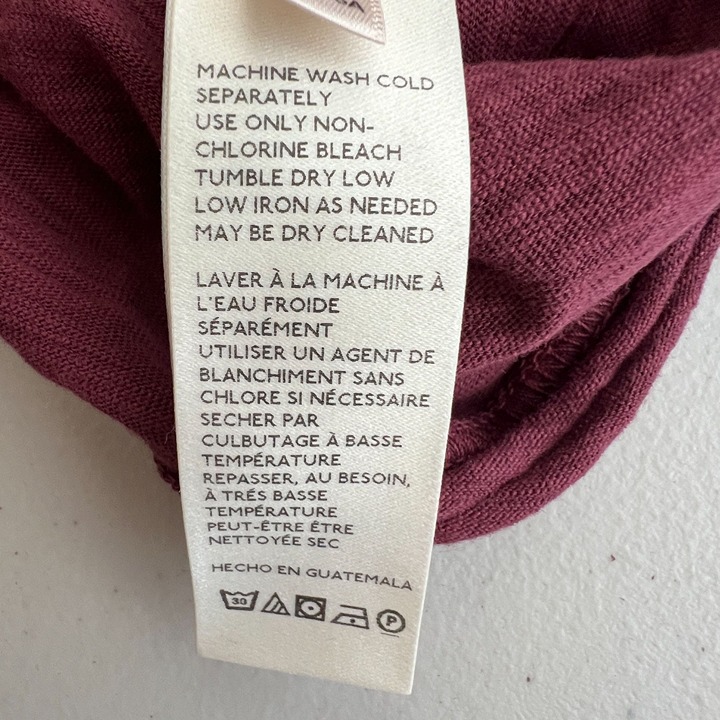 MACHINE WASH COLD
SEPARATELY
USE ONLY NON-
CHLORINE BLEACH
TUMBLE DRY LOW
LOW IRON AS NEEDED
MAY BE DRY CLEANED
LAVER À LA MACHINE À
L'EAU FROIDE
SÉPARÉMENT
UTILISER UN AGENT DE
BLANCHIMENT SANS
CHLORE SI NÉCESSAIRE
SECHER PAR
CULBUTAGE À BASSE
TEMPÉRATURE
REPASSER, AU BESOIN,
À TRÉS BASSE
TEMPÉRATURE
PEUT-ÊTRE ÊTRE
NETTOYÉE SEC
HECHO EN GUATEMALA
30 P